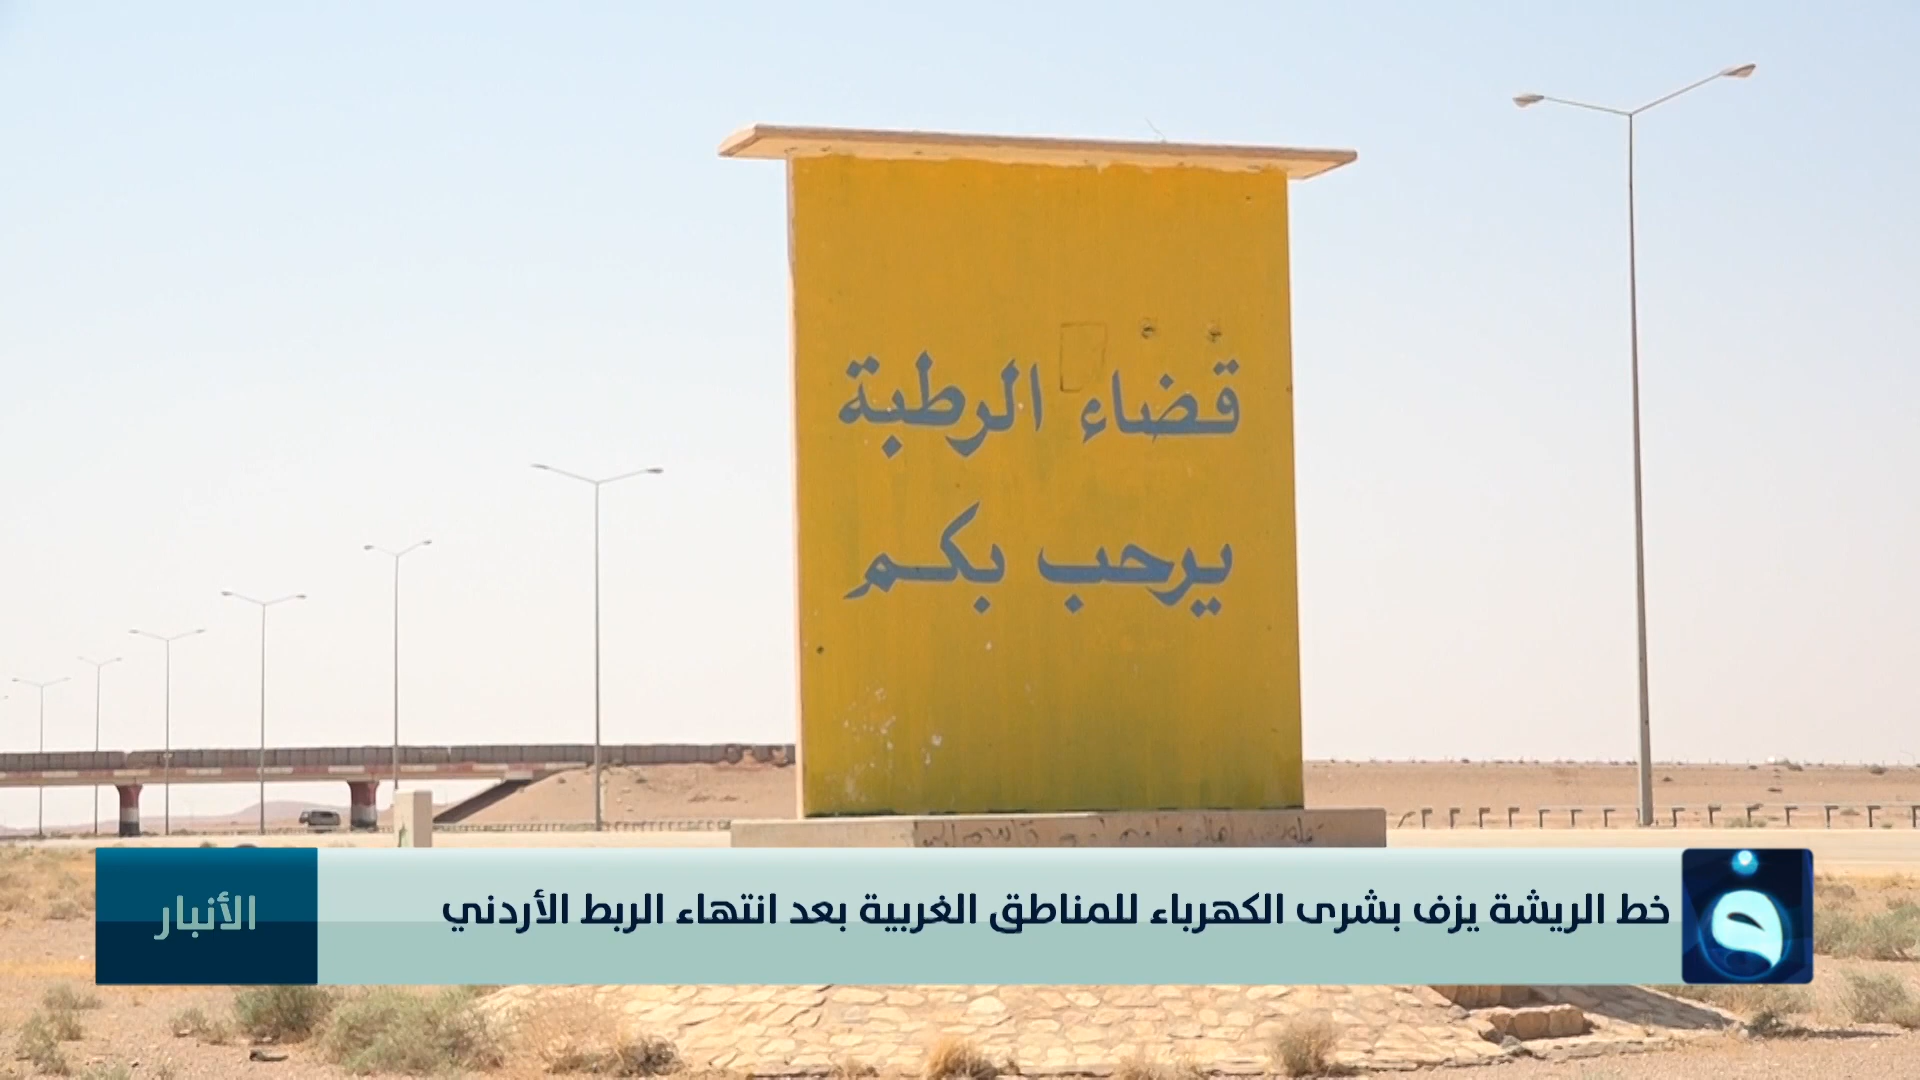 قضاء الرطبة
يرحب بكم
خط الريشة يزف بشرى الكهرباء للمناطق الغربية بعد انتهاء الربط الأردني
الأنبار